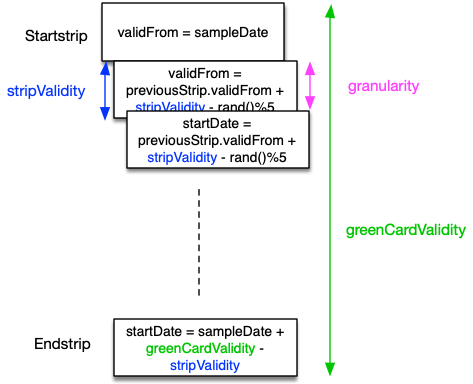 Startstrip
validFrom = sampleDate
stripValidity
validFrom =
previousStrip.validFrom +
stripValidity - rand()%5
granularity
startDate =
previousStrip.validFrom +
stripValidity - rand()%5
greenCardValidity
Endstrip
startDate = sampleDate +
greenCardValidity -
stripValidity